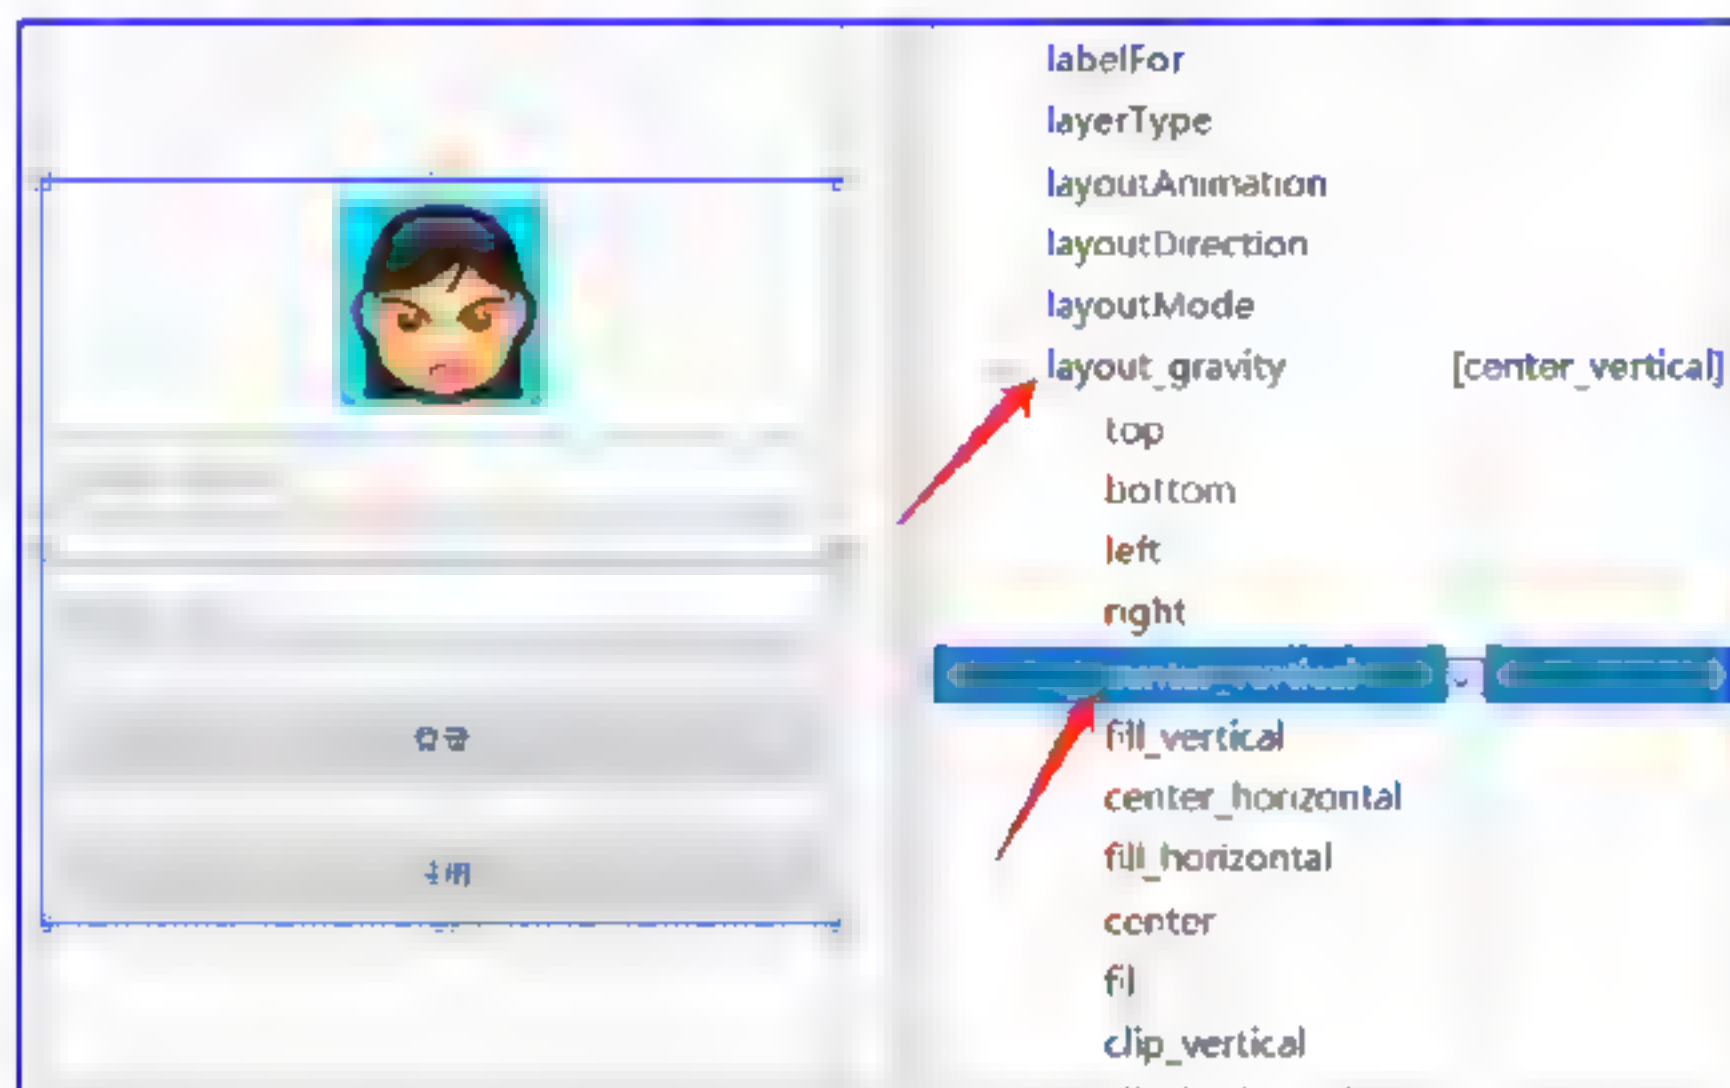 labelFor
layerType
layoutAnimation
layoutDirection
layoutMode
layout_gravity [center_vertical]
top
bottom
left
right
fill_vertical
center_horizontal
fill_horizontal
center
fill
clip_vertical